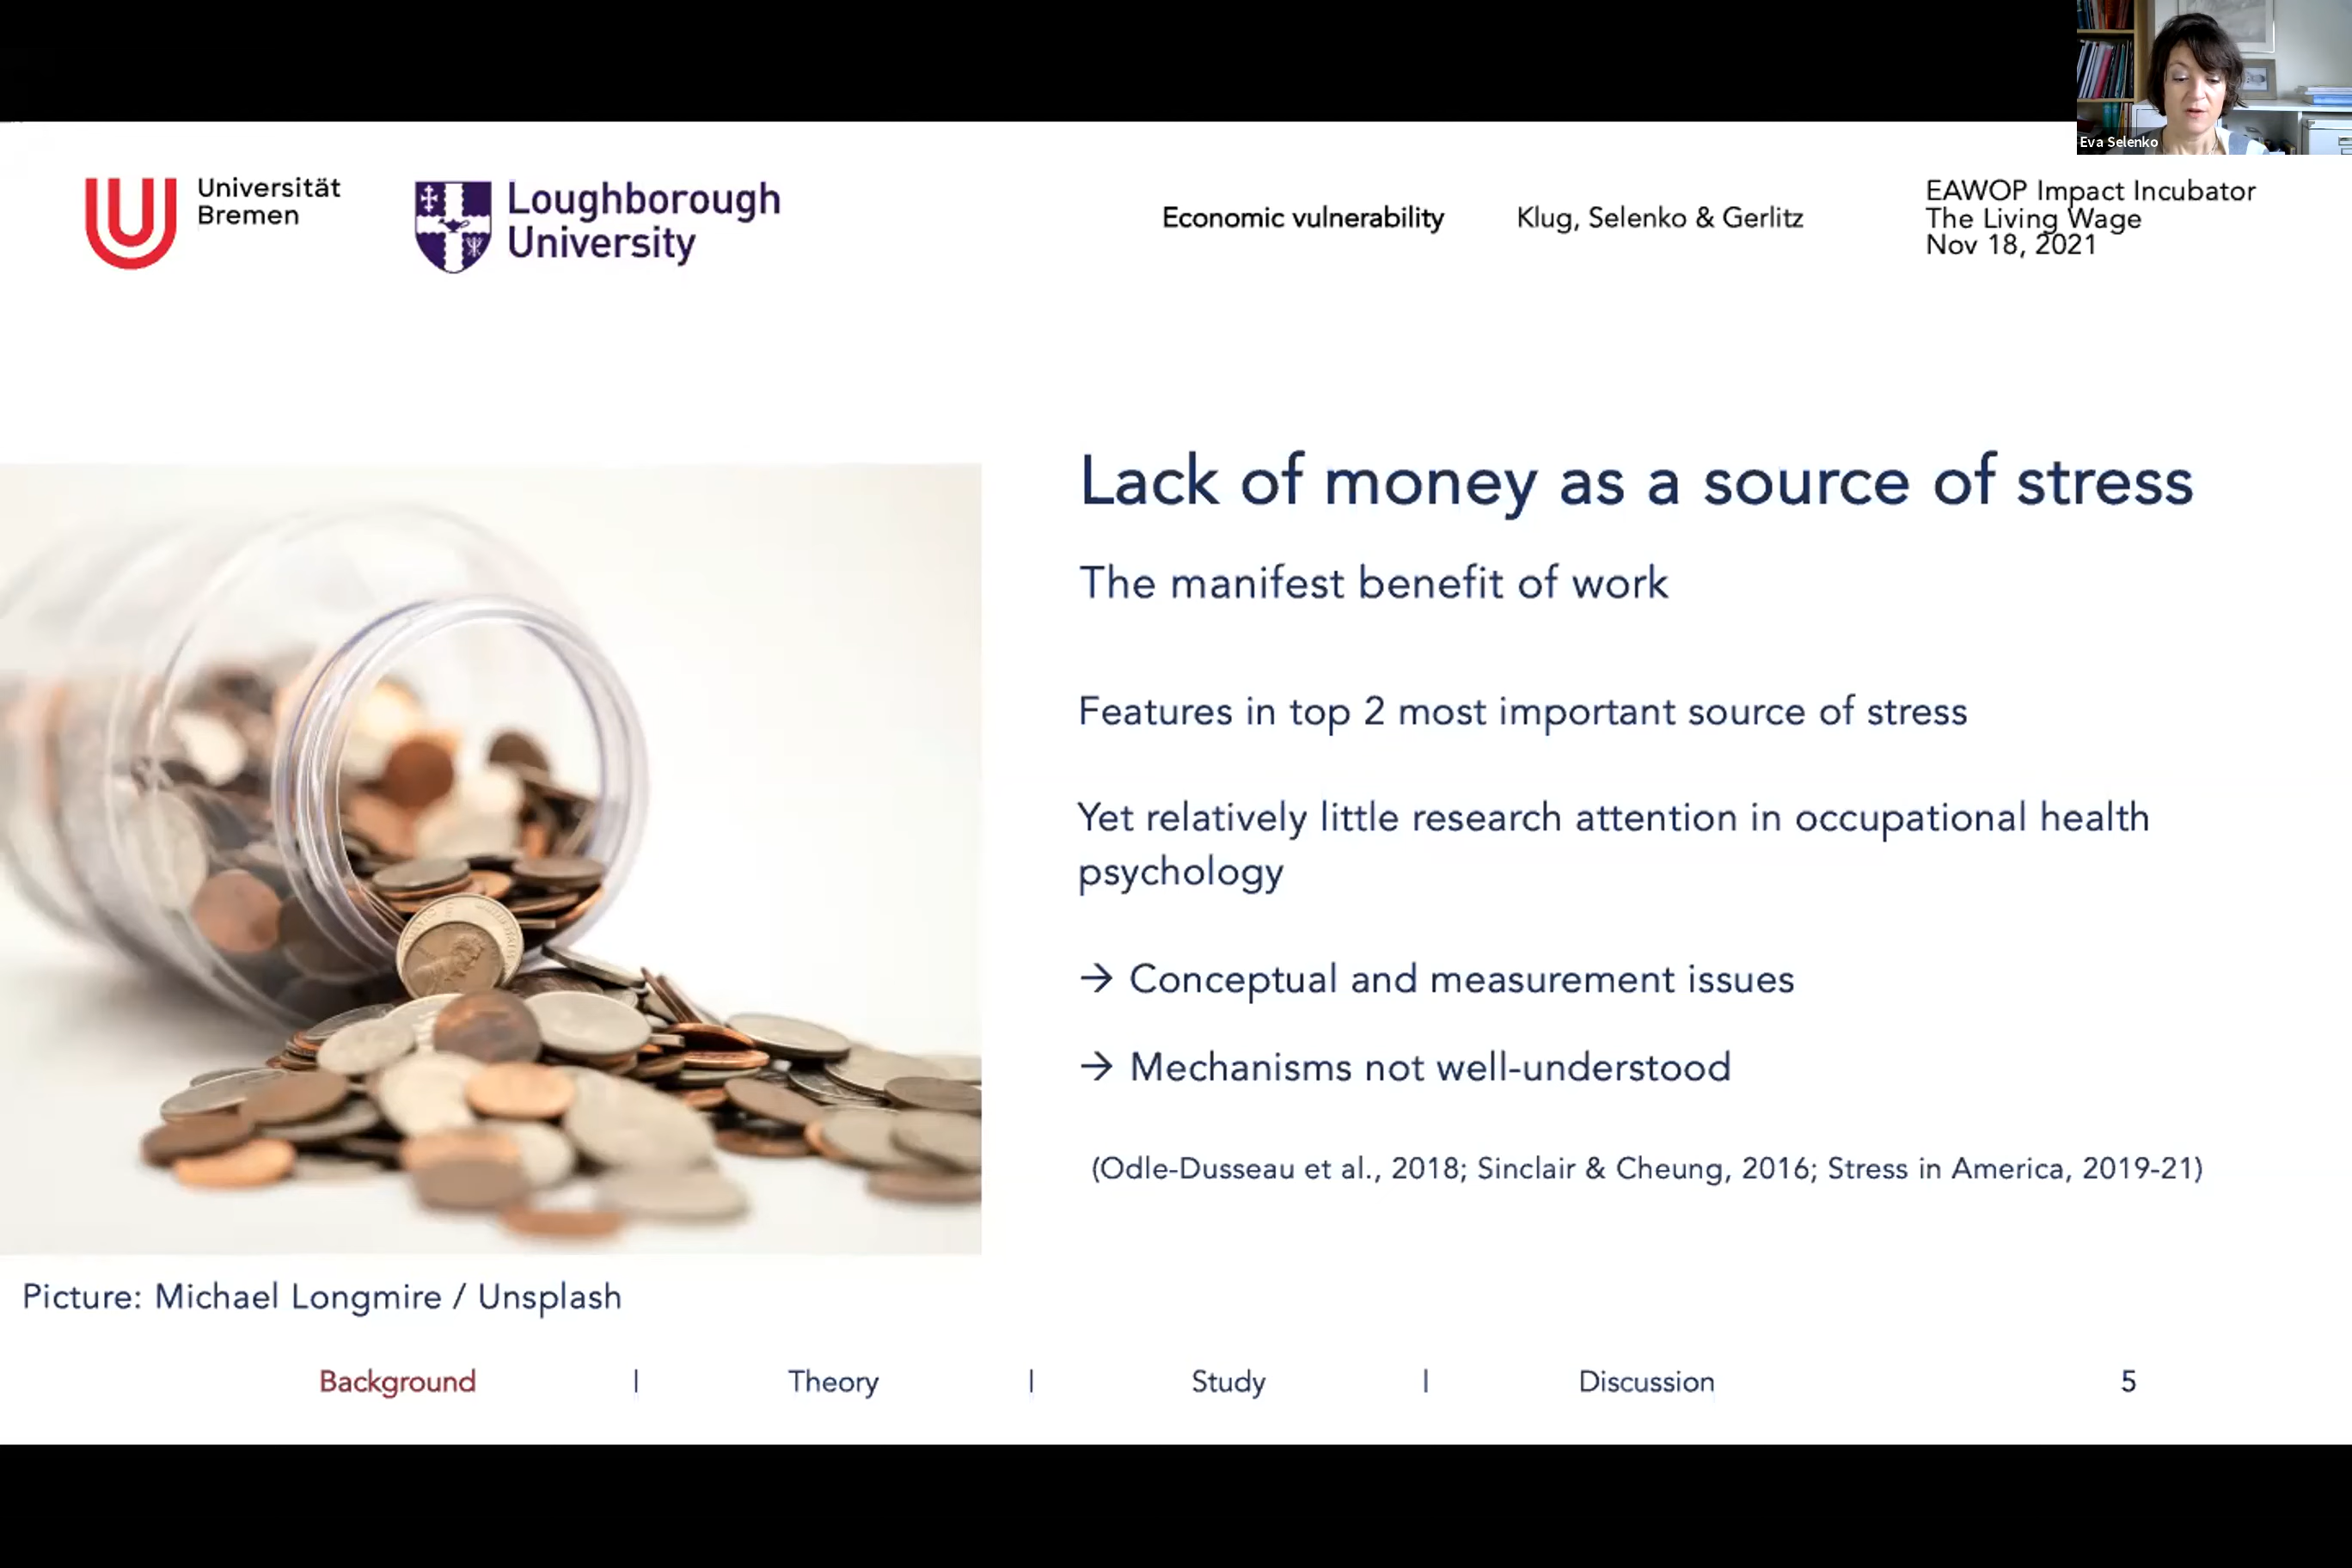 Eva Selenko
Universität
Bremen
Loughborough
University
Economic vulnerability
Klug, Selenko & Gerlitz
EAWOP Impact Incubator
The Living Wage
Nov 18, 2021
Lack of money as a source of stress
The manifest benefit of work
Features in top 2 most important source of stress
Yet relatively little research attention in occupational health
psychology
→ Conceptual and measurement issues
→ Mechanisms not well-understood
(Odle-Dusseau et al., 2018; Sinclair & Cheung, 2016; Stress in America, 2019-21)
Picture: Michael Longmire / Unsplash
Background | Theory | Study | Discussion 5